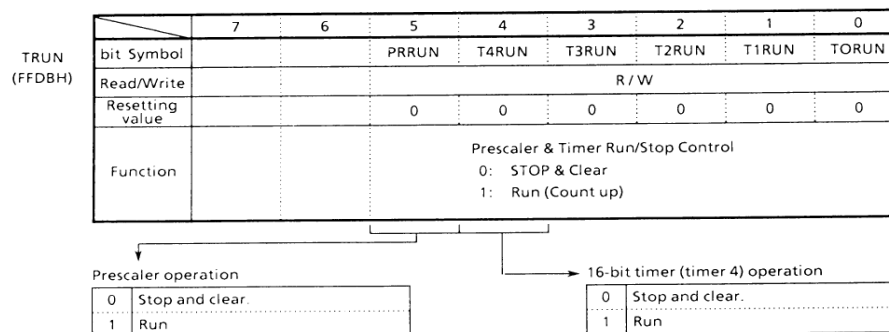 7 6 5 4 3 2 1 0
TRUN
(FFDBH)
bit Symbol PRRUN T4RUN T3RUN T2RUN T1RUN TORUN
Read/Write R/W
Resetting value 0 0 0 0 0 0
Function
Prescaler & Timer Run/Stop Control
0: STOP & Clear
1: Run (Count up)
Prescaler operation
0 Stop and clear.
1 Run
16-bit timer (timer 4) operation
0 Stop and clear.
1 Run